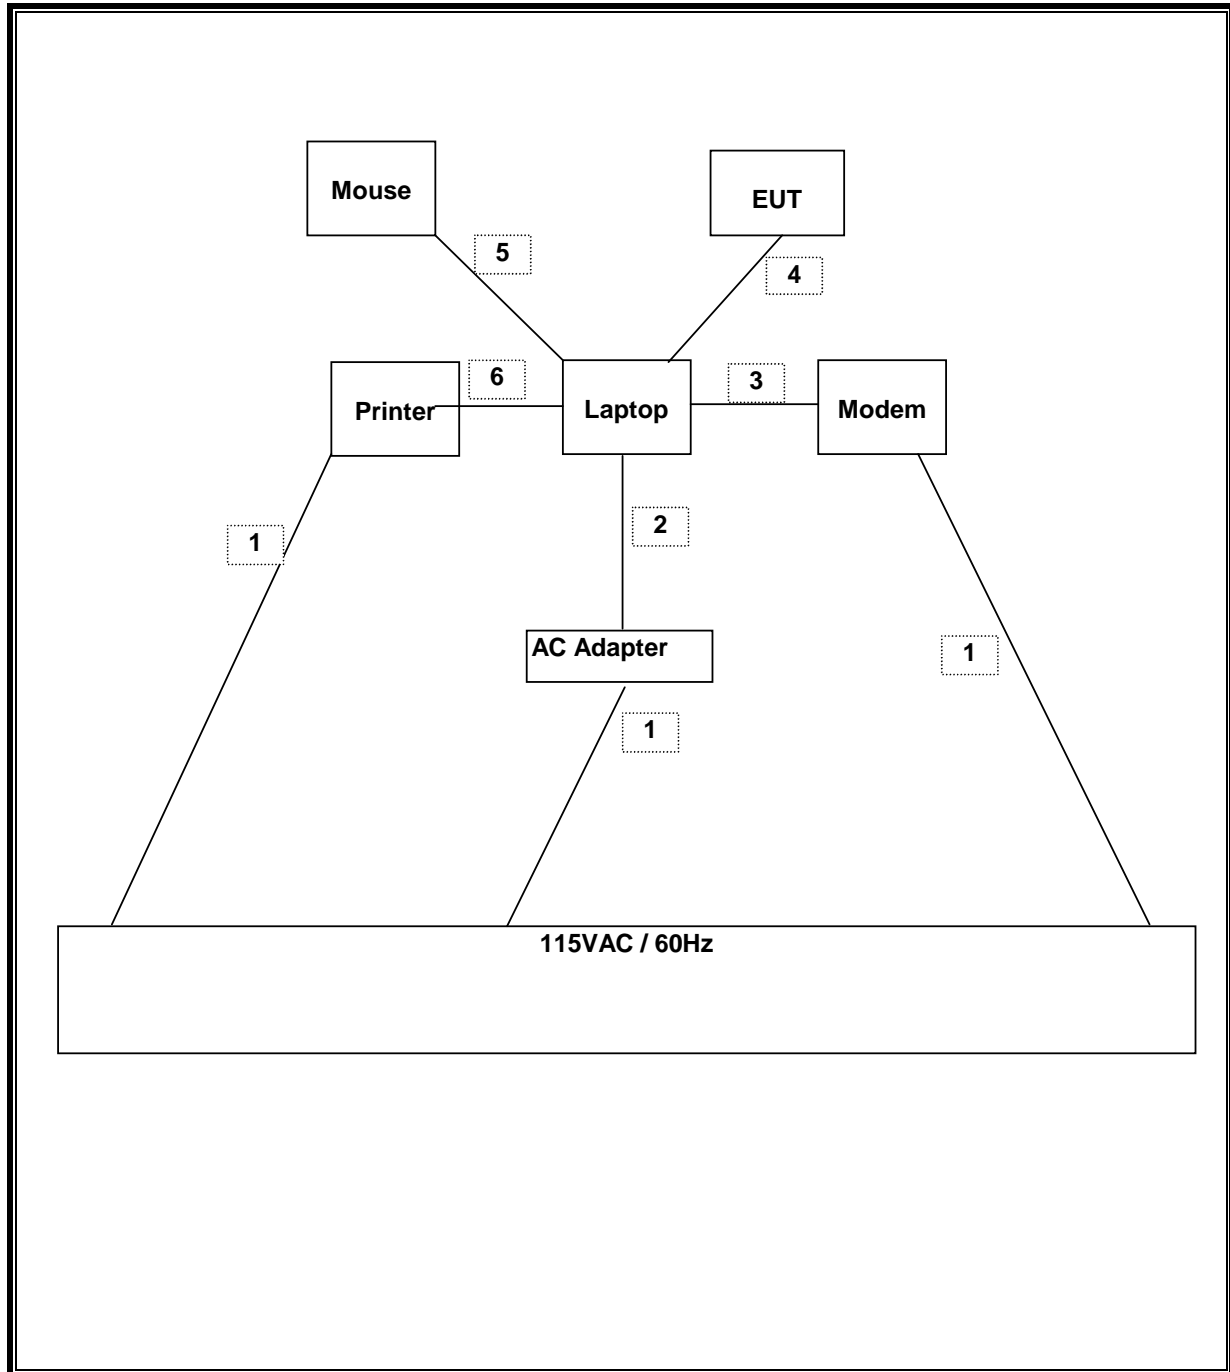 Mouse
EUT
5
4
6
3
Printer
Laptop
Modem
1
2
AC Adapter
1
1
115VAC / 60Hz